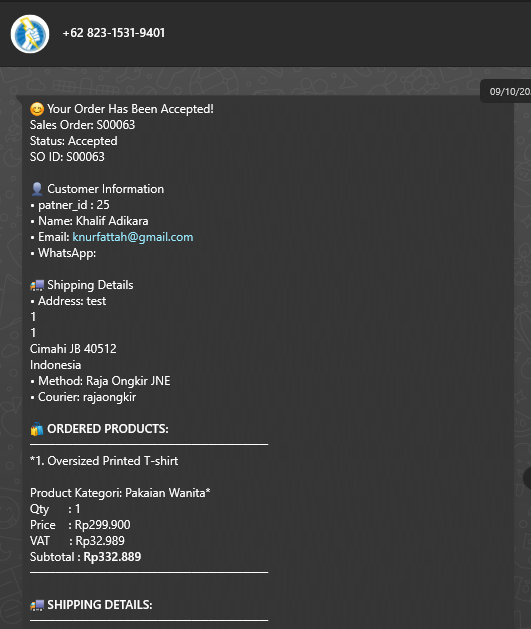 +62 823-1531-9401
09/10/20
😊 Your Order Has Been Accepted!
Sales Order: S00063
Status: Accepted
SO ID: S00063
👤 Customer Information
• patner_id : 25
• Name: Khalif Adikara
• Email: knurfattah@gmail.com
• WhatsApp:
🚚 Shipping Details
• Address: test
1
1
Cimahi JB 40512
Indonesia
• Method: Raja Ongkir JNE
• Courier: rajaongkir
🛍️ ORDERED PRODUCTS:
*1. Oversized Printed T-shirt
Product Kategori: Pakaian Wanita*
Qty : 1
Price : Rp299.900
VAT : Rp32.989
Subtotal : Rp332.889
🚚 SHIPPING DETAILS: